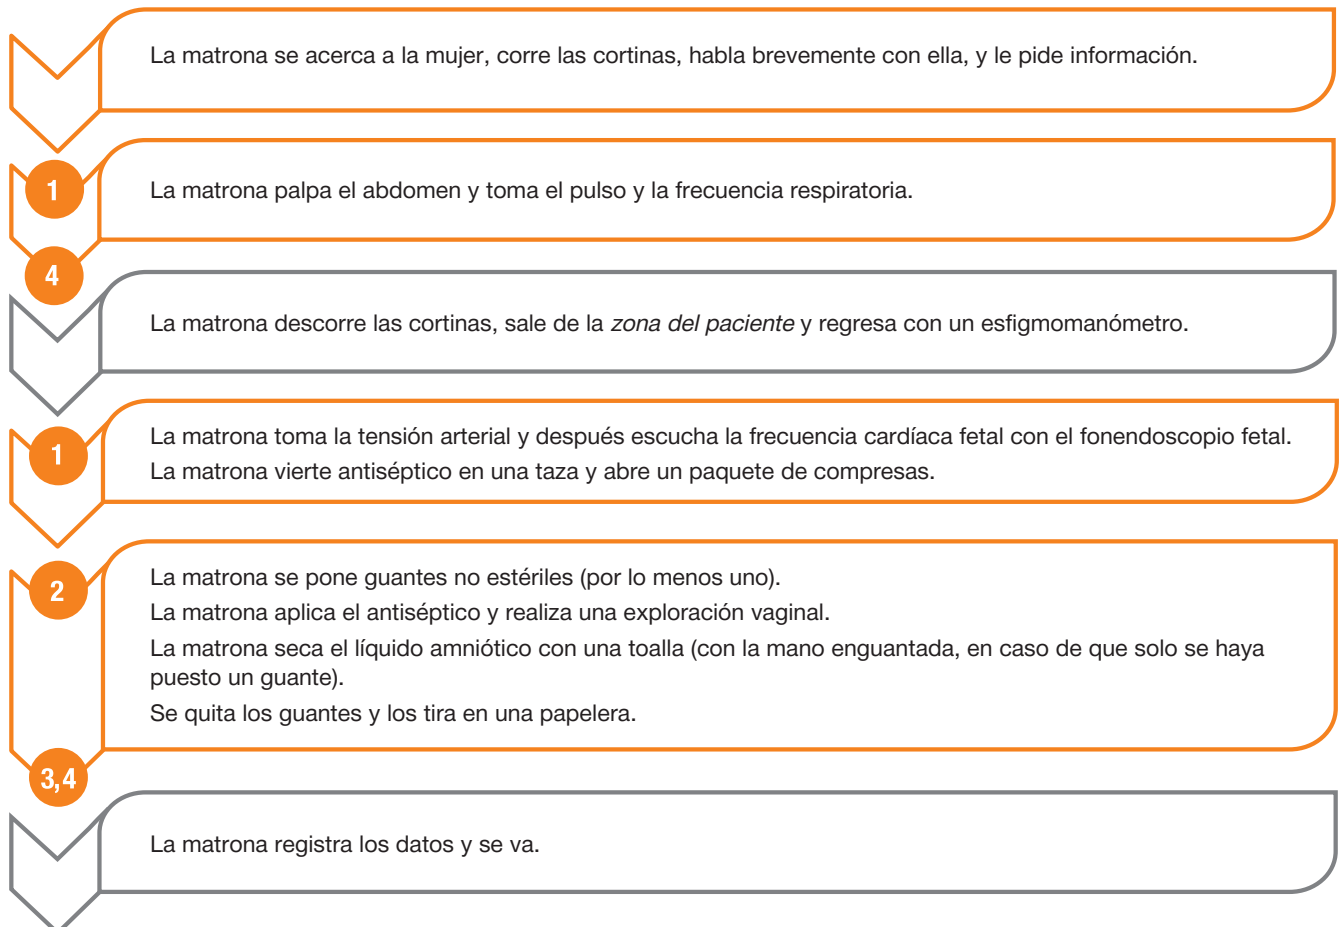 La matrona se acerca a la mujer, corre las cortinas, habla brevemente con ella, y le pide información.
1
La matrona palpa el abdomen y toma el pulso y la frecuencia respiratoria.
4
La matrona descorre las cortinas, sale de la zona del paciente y regresa con un esfigmomanómetro.
1
La matrona toma la tensión arterial y después escucha la frecuencia cardíaca fetal con el fonendoscopio fetal.
La matrona vierte antiséptico en una taza y abre un paquete de compresas.
2
La matrona se pone guantes no estériles (por lo menos uno).
La matrona aplica el antiséptico y realiza una exploración vaginal.
La matrona seca el líquido amniótico con una toalla (con la mano enguantada, en caso de que solo se haya
puesto un guante).
Se quita los guantes y los tira en una papelera.
3,4
La matrona registra los datos y se va.